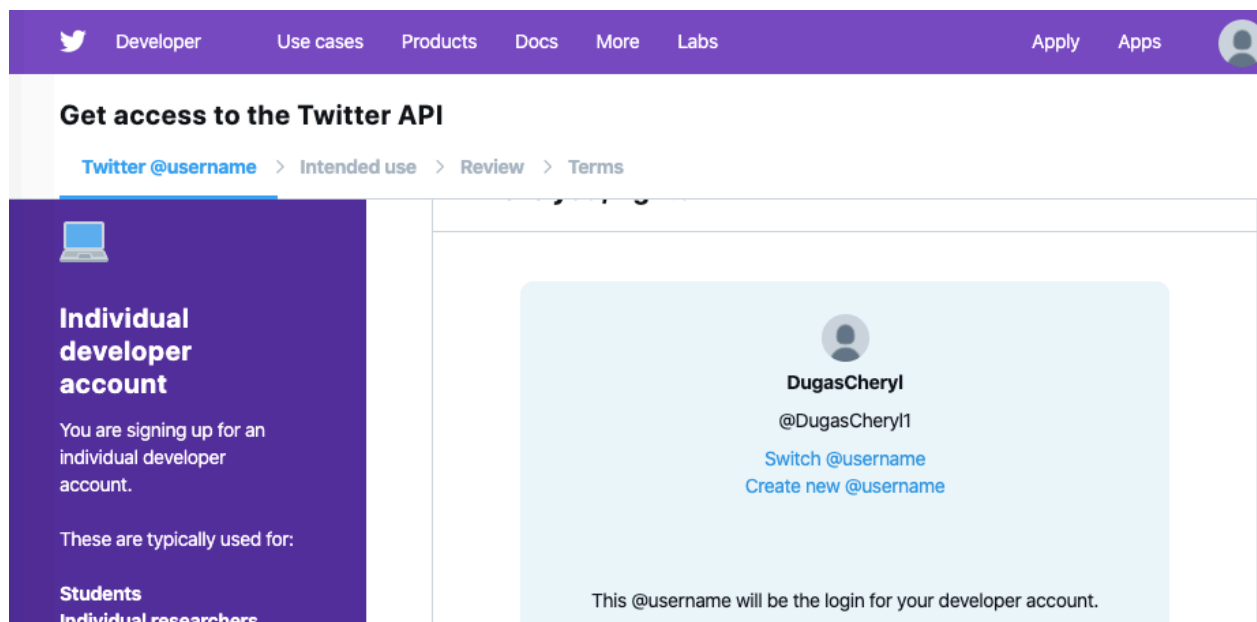 Developer Use cases Products Docs More Labs Apply Apps
Get access to the Twitter API
Twitter @username > Intended use > Review > Terms
Individual
developer
account
You are signing up for an
individual developer
account.
These are typically used for:
Students
Individual researchers
DugasCheryl
@DugasCheryl1
Switch @username
Create new @username
This @username will be the login for your developer account.